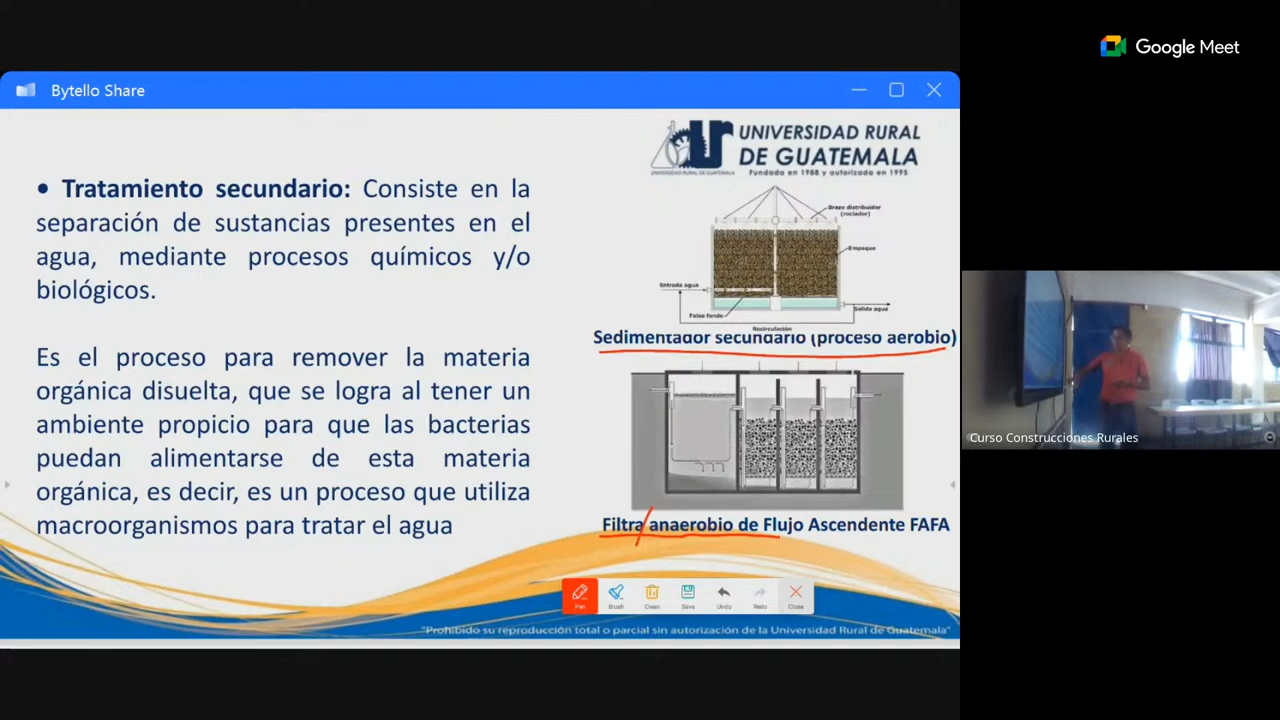 Google Meet
Bytello Share
UNIVERSIDAD RURAL
DE GUATEMALA
UNIVERSIDAD RURAL DE GUATEMALA
Fundada en 1988 y autorizada en 1995
• Tratamiento secundario: Consiste en la
separación de sustancias presentes en el
agua, mediante procesos químicos y/o
biológicos.
Es el proceso para remover la materia
orgánica disuelta, que se logra al tener un
ambiente propicio para que las bacterias
puedan alimentarse de esta materia
orgánica, es decir, es un proceso que utiliza
macroorganismos para tratar el agua
Brazo distribuidor
(rociador)
Empaque
Entrada agua
Salida agua
Falso fondo
Recirculación
Sedimentador secundario (proceso aerobio)
Filtra anaerobio de Flujo Ascendente FAFA
Pen
Brush
Clean
Save
Undo
Redo
Close
"Prohibido su reproducción total o parcial sin autorización de la Universidad Rural de Guatemala"
Curso Construcciones Rurales